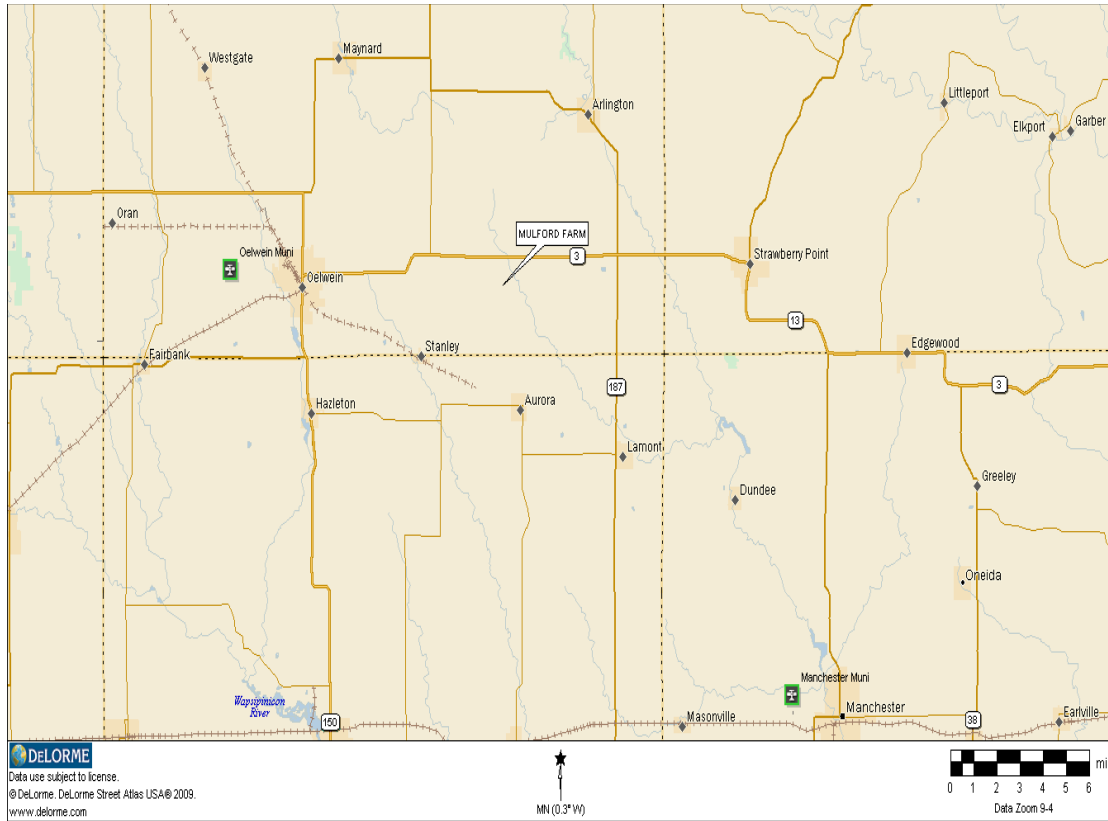 Westgate
Maynard
Arlington
Littleport
Elkport
Garber
Oran
MULFORD FARM
Oelwein Muni
3
Strawberry Point
Oelwein
13
Stanley
Fairbank
Edgewood
187
3
Hazleton
Aurora
Lamont
Greeley
Dundee
Oneida
Manchester Muni
Wapsipinicon
River
Manchester
150
Masonville
38
Earlville
DELORME
Data use subject to license.
© DeLorme. DeLorme Street Atlas USA® 2009.
www.delorme.com
MN (0.3° W)
mi
0 1 2 3 4 5 6
Data Zoom 9-4